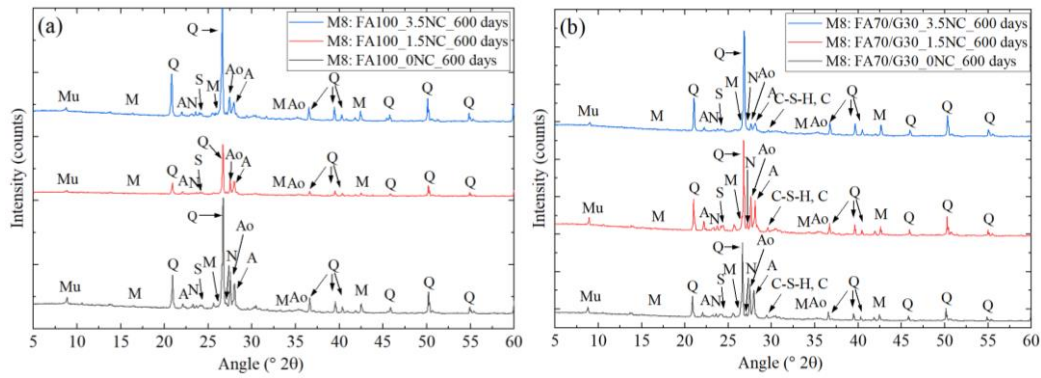 (a)
M8: FA100_3.5NC_600 days
M8: FA100_1.5NC_600 days
M8: FA100_0NC_600 days
Intensity (counts)
Mu M Q A N S M Q Ao A M Ao Q M Q Q Q
M Q A N S Q Ao A M Ao Q M Q Q Q
Mu M Q A N S M Q N Ao A M Ao Q M Q Q Q
5 10 15 20 25 30 35 40 45 50 55 60
Angle (° 2θ)
(b)
M8: FA70/G30_3.5NC_600 days
M8: FA70/G30_1.5NC_600 days
M8: FA70/G30_0NC_600 days
Intensity (counts)
Mu M Q A N S M Q N Ao A C-S-H, C M Ao Q M Q Q Q
Mu M Q A N S M Q N Ao A C-S-H, C M Ao Q M Q Q Q
Mu M Q A N S M Q N Ao A C-S-H, C M Ao Q M Q Q Q
5 10 15 20 25 30 35 40 45 50 55 60
Angle (° 2θ)